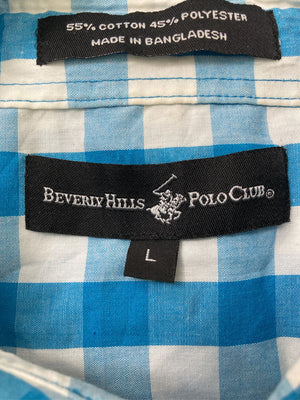 55% COTTON 45% POLYESTER
MADE IN BANGLADESH
BEVERLY HILLS POLO CLUB©
L